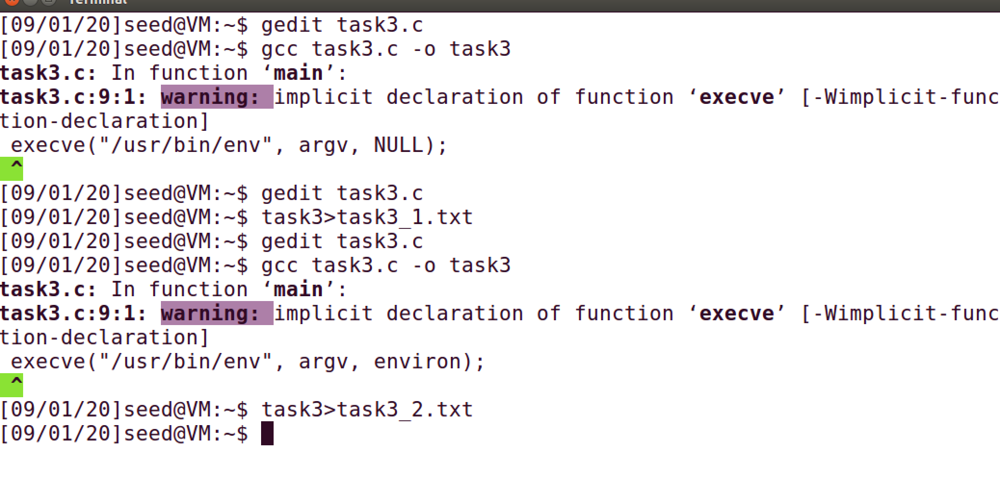 Terminal
[09/01/20]seed@VM:~$ gedit task3.c
[09/01/20]seed@VM:~$ gcc task3.c -o task3
task3.c: In function ‘main’:
task3.c:9:1: warning: implicit declaration of function ‘execve’ [-Wimplicit-func
tion-declaration]
 execve("/usr/bin/env", argv, NULL);
 ^
[09/01/20]seed@VM:~$ gedit task3.c
[09/01/20]seed@VM:~$ task3>task3_1.txt
[09/01/20]seed@VM:~$ gedit task3.c
[09/01/20]seed@VM:~$ gcc task3.c -o task3
task3.c: In function ‘main’:
task3.c:9:1: warning: implicit declaration of function ‘execve’ [-Wimplicit-func
tion-declaration]
 execve("/usr/bin/env", argv, environ);
 ^
[09/01/20]seed@VM:~$ task3>task3_2.txt
[09/01/20]seed@VM:~$